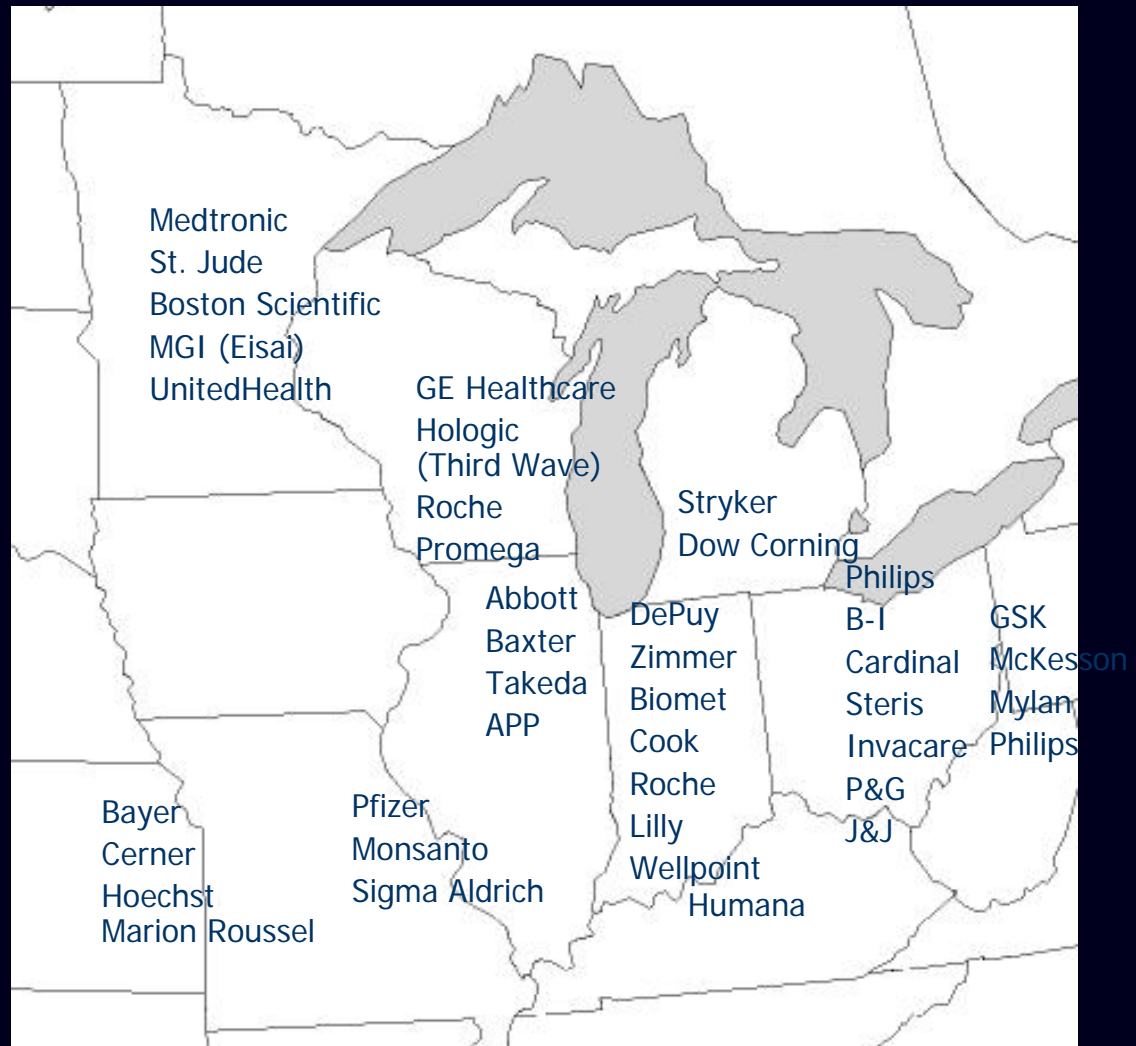 Medtronic
St. Jude
Boston Scientific
MGI (Eisai)
UnitedHealth
GE Healthcare
Hologic
(Third Wave)
Roche
Promega
Stryker
Dow Corning
Abbott
Baxter
Takeda
APP
DePuy
Zimmer
Biomet
Cook
Roche
Lilly
Wellpoint
Humana
Philips
B-I
Cardinal
Steris
Invacare
P&G
J&J
GSK
McKesson
Mylan
Philips
Bayer
Cerner
Hoechst
Marion Roussel
Pfizer
Monsanto
Sigma Aldrich